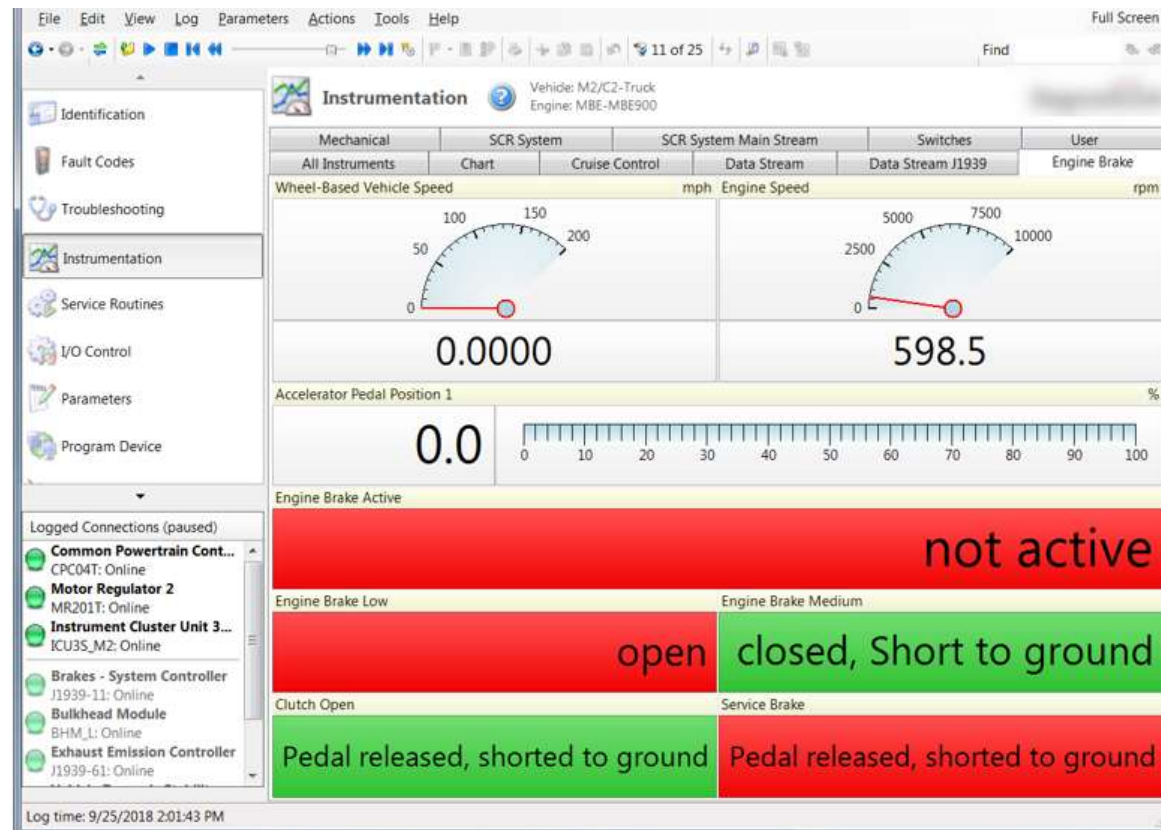 File Edit View Log Parameters Actions Tools Help Full Screen
11 of 25 Find
Identification
Fault Codes
Troubleshooting
Instrumentation
Service Routines
I/O Control
Parameters
Program Device
Logged Connections (paused)
Common Powertrain Cont...
CPC04T: Online
Motor Regulator 2
MR201T: Online
Instrument Cluster Unit 3...
ICU3S_M2: Online
Brakes - System Controller
J1939-11: Online
Bulkhead Module
BHM_L: Online
Exhaust Emission Controller
J1939-61: Online
Instrumentation
Vehicle: M2/C2-Truck
Engine: MBE-MBE900
Mechanical SCR System SCR System Main Stream Switches User
All Instruments Chart Cruise Control Data Stream Data Stream J1939 Engine Brake
Wheel-Based Vehicle Speed mph
0 50 100 150 200
0.0000
Engine Speed rpm
0 2500 5000 7500 10000
598.5
Accelerator Pedal Position 1 %
0.0
0 10 20 30 40 50 60 70 80 90 100
Engine Brake Active
not active
Engine Brake Low
open
Engine Brake Medium
closed, Short to ground
Clutch Open
Pedal released, shorted to ground
Service Brake
Pedal released, shorted to ground
Log time: 9/25/2018 2:01:43 PM